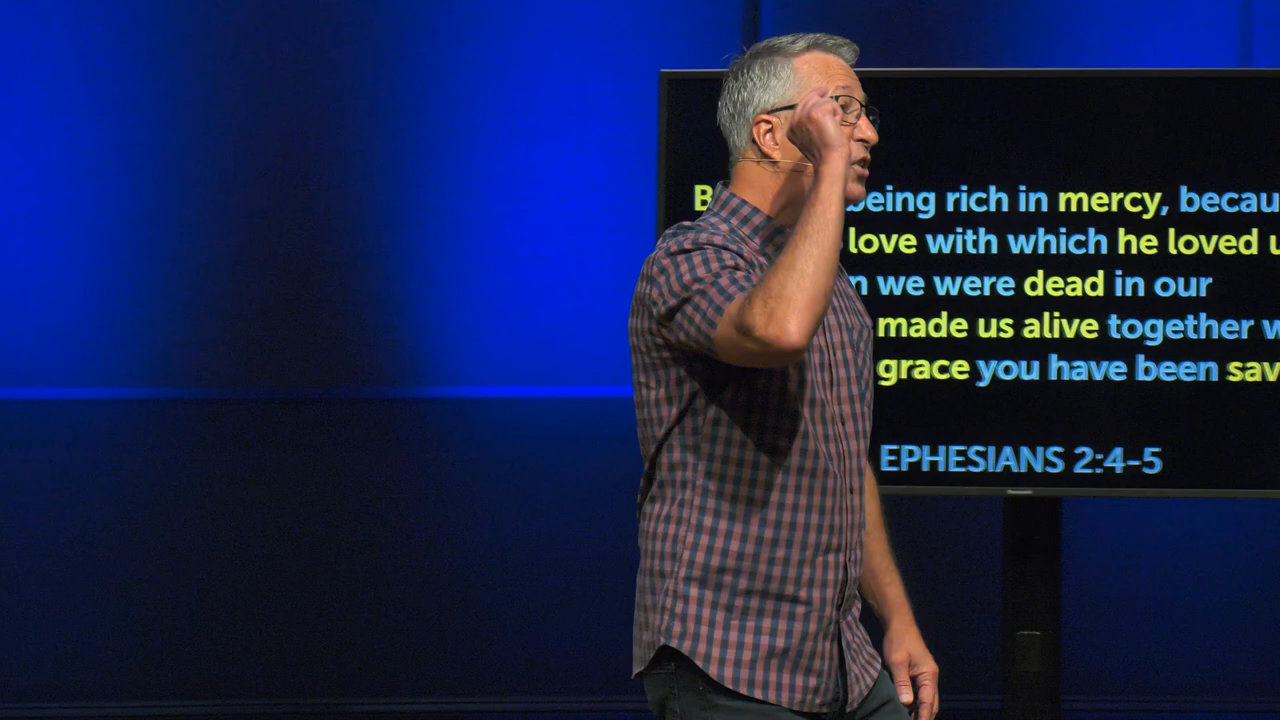 being rich in mercy, becau
love with which he loved u
n we were dead in our
made us alive together w
grace you have been sav
EPHESIANS 2:4-5